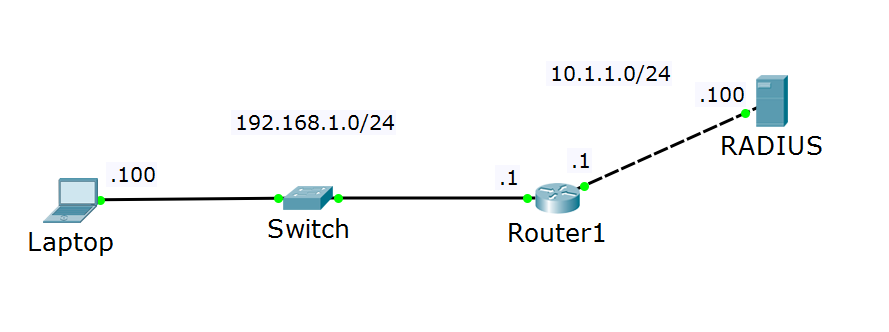 10.1.1.0/24
.100
RADIUS
192.168.1.0/24
.100
.1
.1
Laptop
Switch
Router1